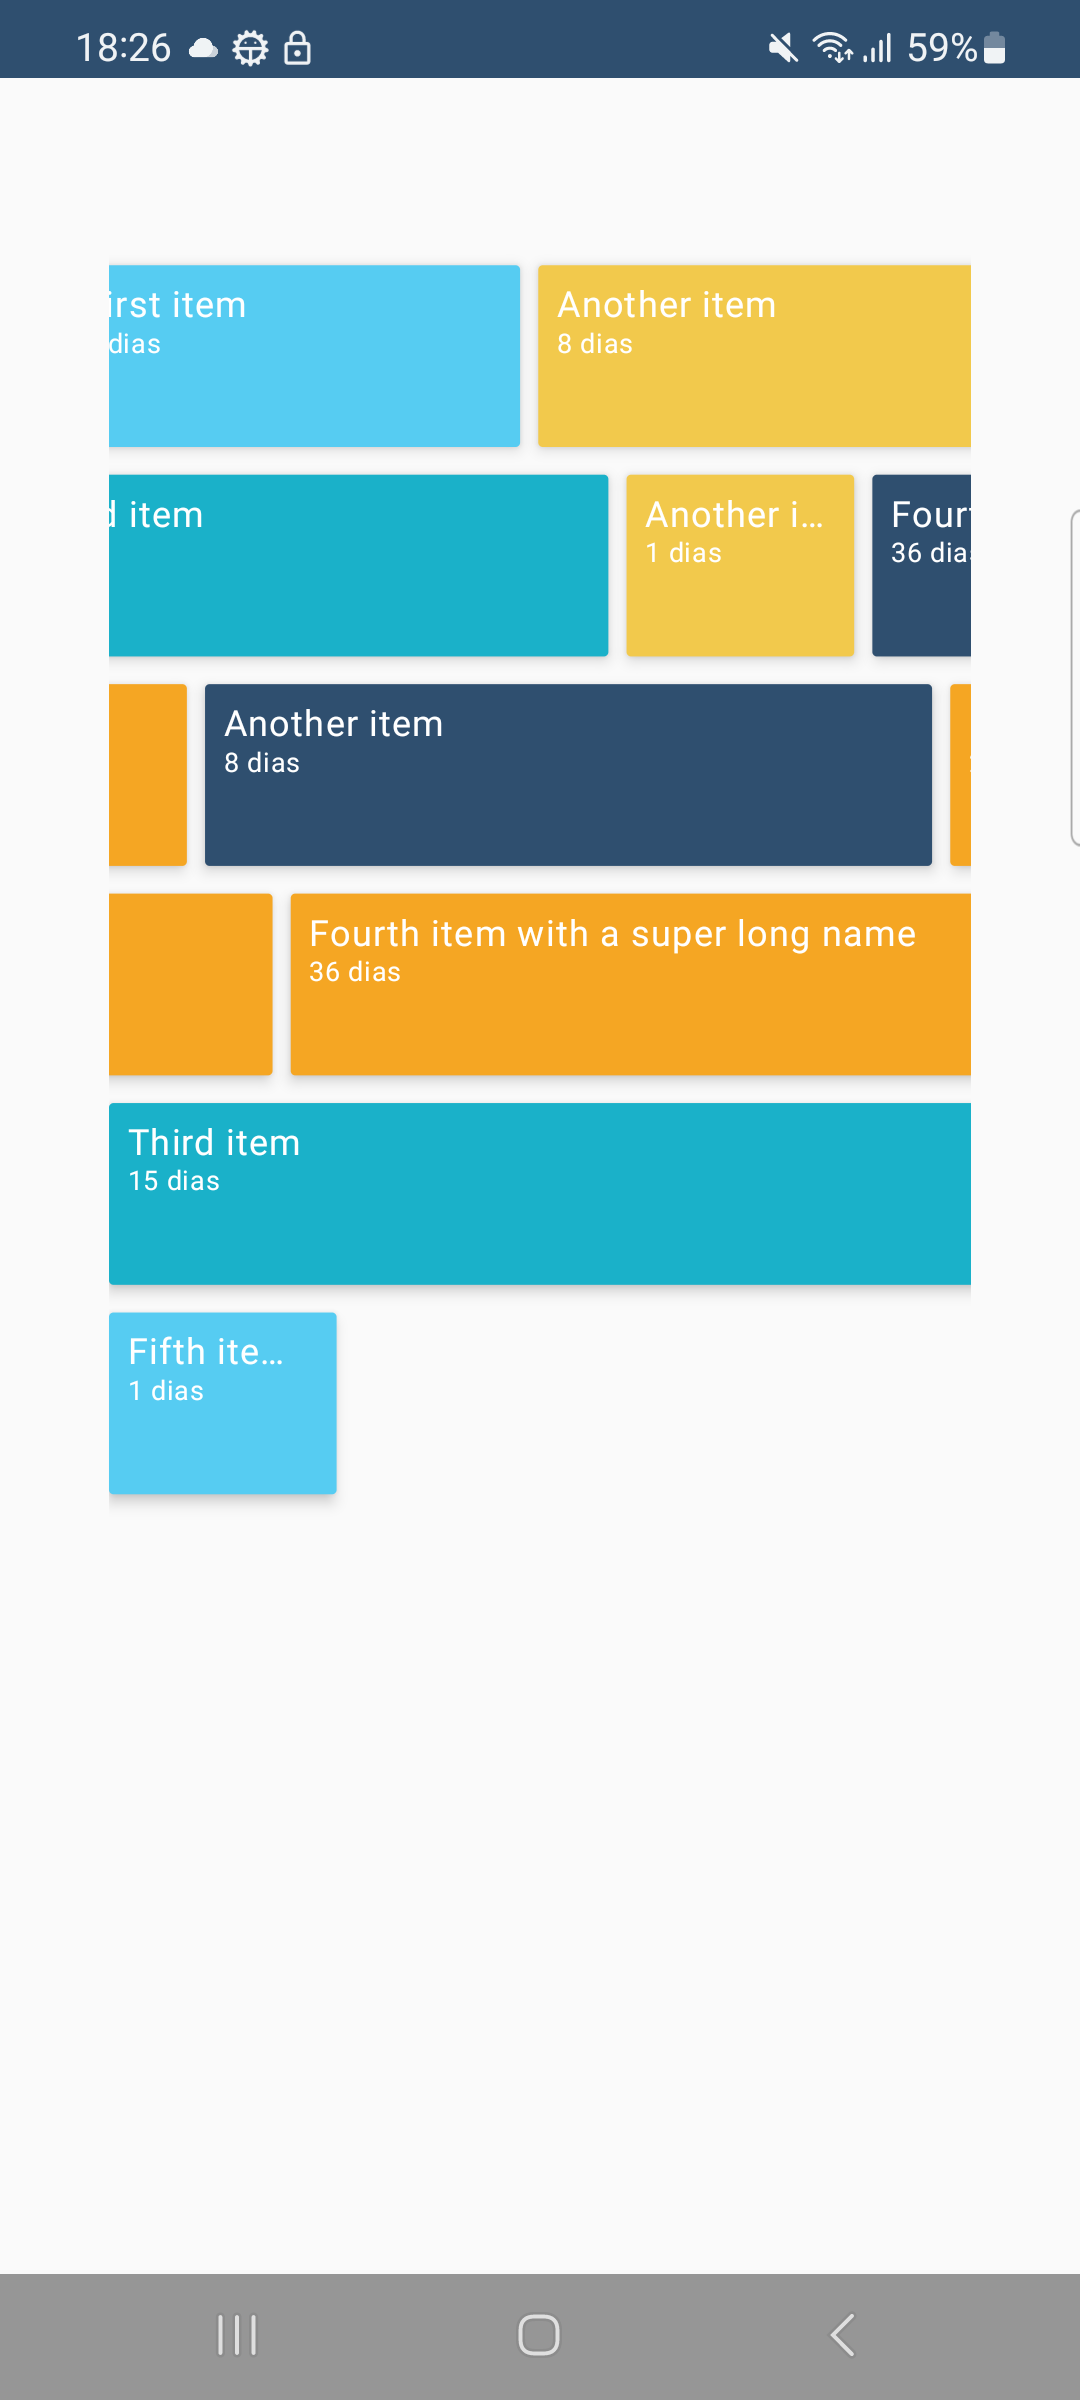 18:26 59%
irst item
dias
Another item
8 dias
d item
Another i...
1 dias
Four
36 dias
Another item
8 dias
Fourth item with a super long name
36 dias
Third item
15 dias
Fifth ite...
1 dias